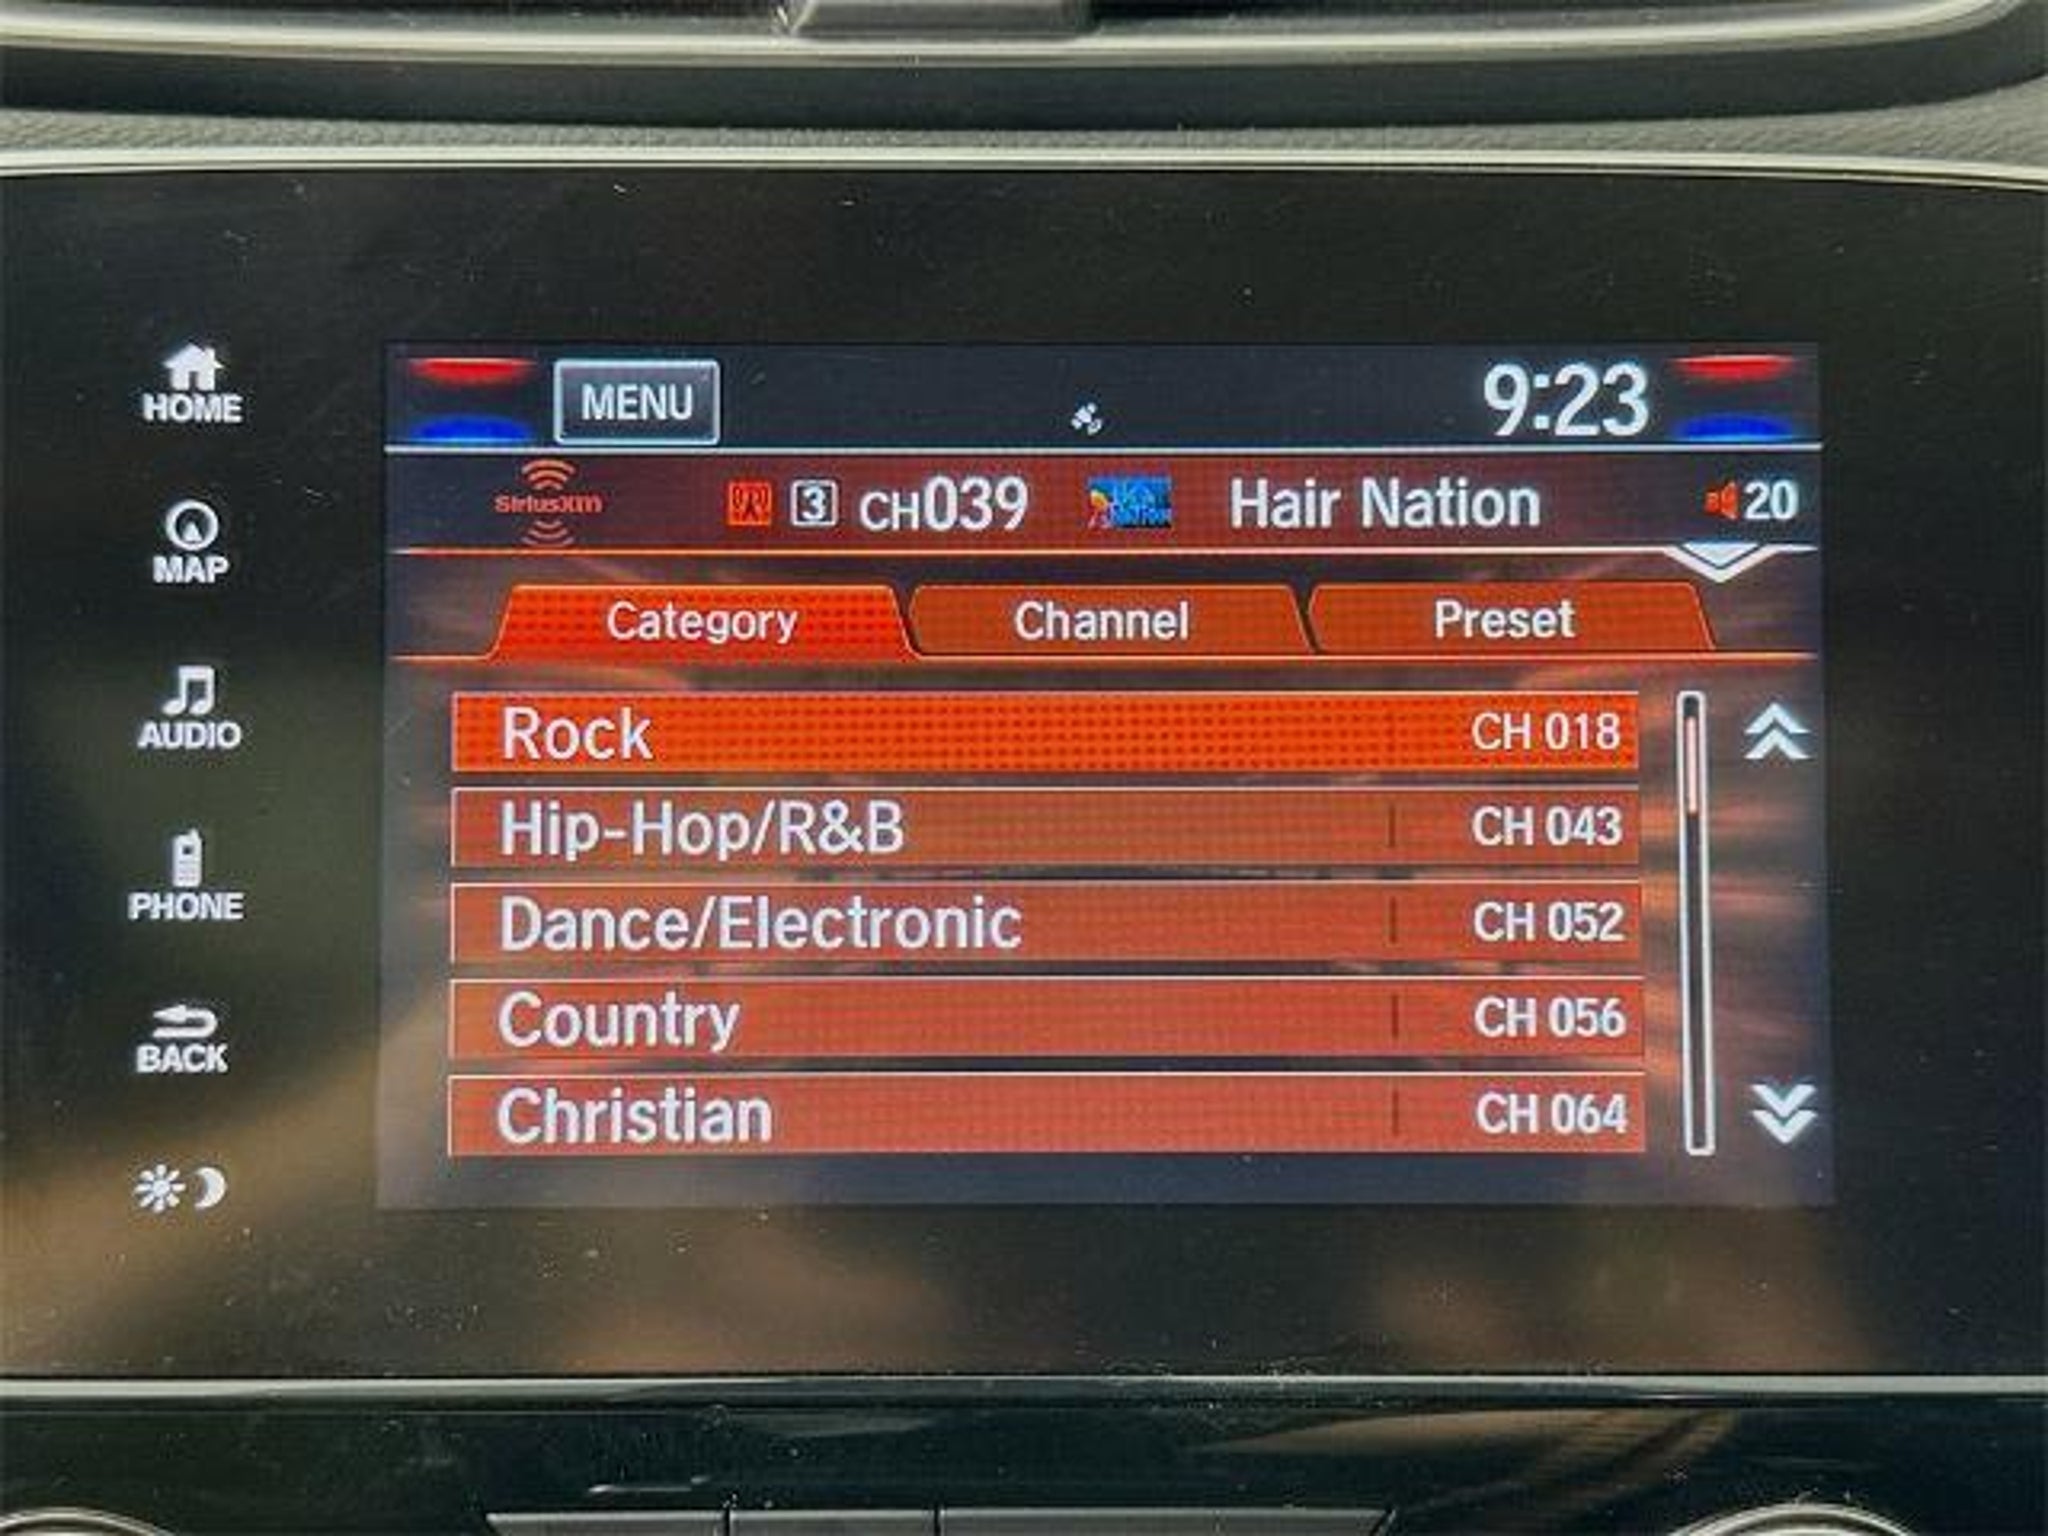 HOME
MAP
AUDIO
PHONE
BACK
MENU
9:23
SiriusXM
3 CH039
Hair Nation
20
Category Channel Preset
Rock CH 018
Hip-Hop/R&B CH 043
Dance/Electronic CH 052
Country CH 056
Christian CH 064